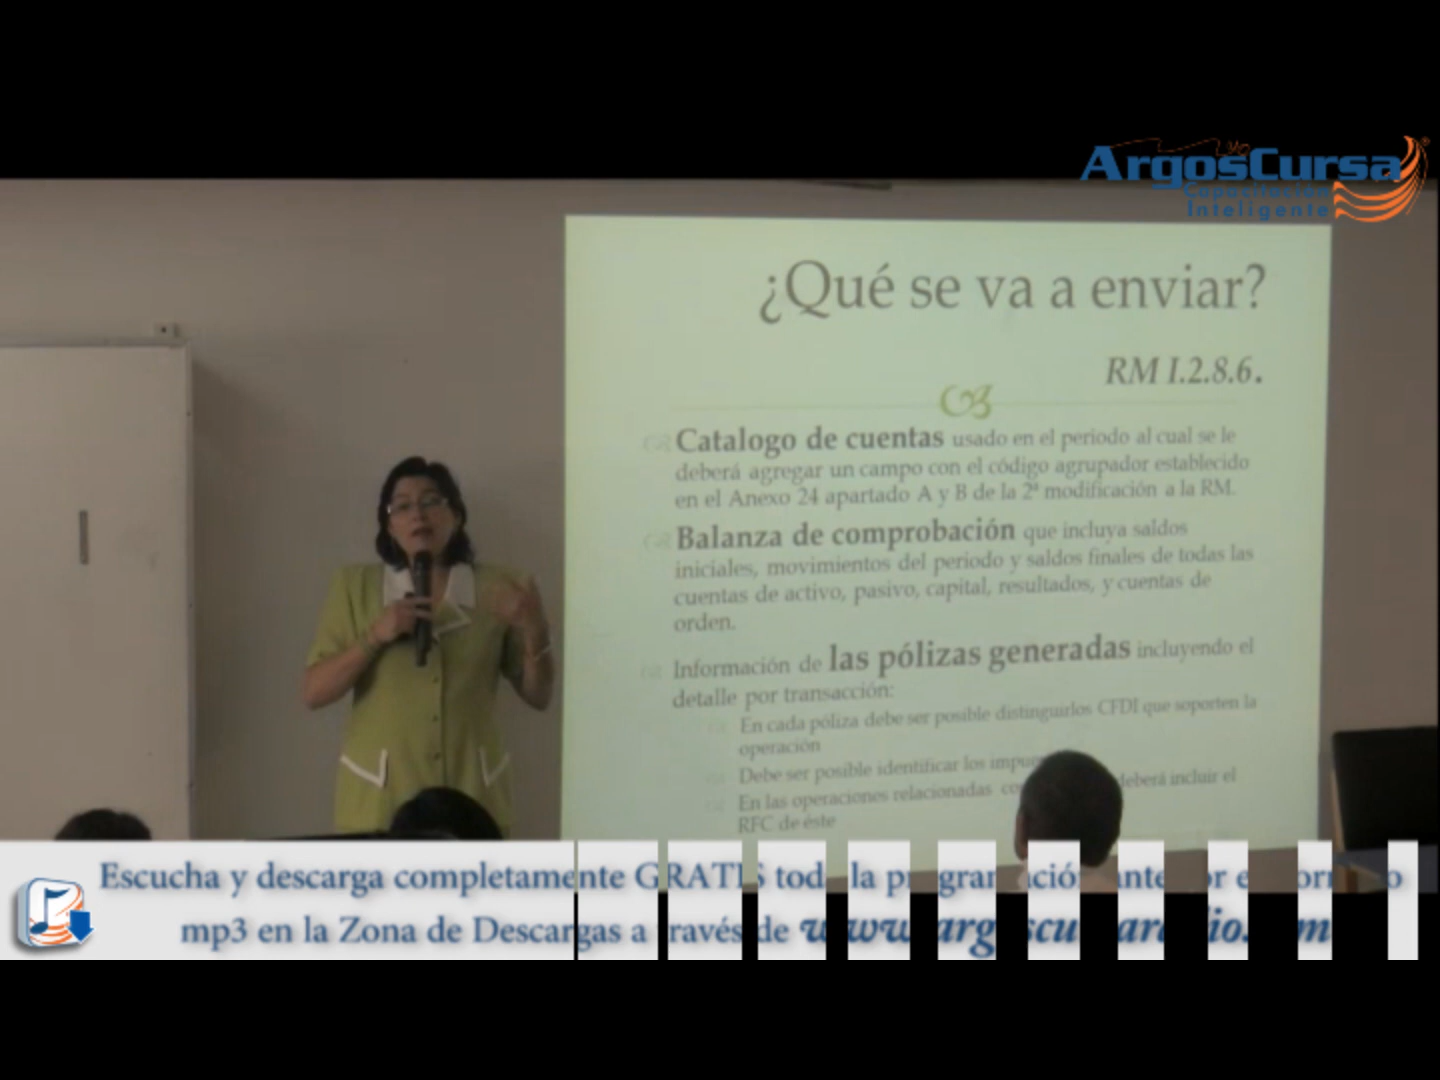 ArgosCursa
Capacitación
Inteligente
¿Qué se va a enviar?
RM I.2.8.6.
Catalogo de cuentas usado en el periodo al cual se le
deberá agregar un campo con el código agrupador establecido
en el Anexo 24 apartado A y B de la 2ª modificación a la RM.
Balanza de comprobación que incluya saldos
iniciales, movimientos del periodo y saldos finales de todas las
cuentas de activo, pasivo, capital, resultados, y cuentas de
orden.
Información de las pólizas generadas incluyendo el
detalle por transacción:
En cada póliza debe ser posible distinguirlos CFDI que soporten la
operación
Debe ser posible identificar los
En las operaciones relacionadas deberá incluir el
RFC de éste
Escucha y descarga completamente GRATIS la
mp3 en la Zona de Descargas a través de